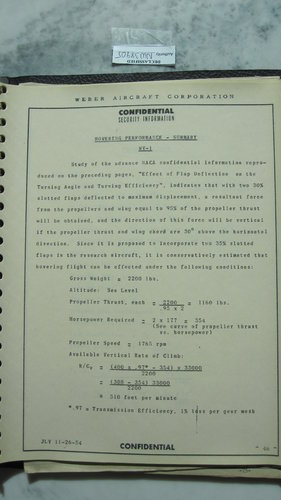 DECLASSIFIED
Authority
WEBER AIRCRAFT CORPORATION
CONFIDENTIAL
SECURITY INFORMATION
HOVERING PERFORMANCE - SUMMARY
Study of the advance NACA confidential information repro-
duced on the preceding pages, "Effect of Flap Deflection on the
Turning Angle and Turning Efficiency", indicates that with two 30%
slotted flaps deflected to maximum displacement, a resultant force
from the propellers and wing equal to 95% of the propeller thrust
will be obtained, and the direction of this force will be vertical
if the propeller thrust and wing chord are 30° above the horizontal
direction. Since it is proposed to incorporate two 35% slotted
flaps in the research aircraft, it is conservatively estimated that
hovering flight can be effected under the following conditions:
Gross Weight = 2200 lbs.
Altitude: Sea Level
Propeller Thrust, each = 2200 = 1160 lbs.
.95 x 2
Horsepower Required = 2 x 177 = 354
(See curve of propeller thrust
vs. horsepower)
Propeller Speed = 1765 rpm
Available Vertical Rate of Climb:
R/C = (400 x .97* - 354) x 33000
2200
= (388 - 354) 33000
2200
= 510 feet per minute
*.97 = Transmission Efficiency, 1% loss per gear mesh
11-26-54
CONFIDENTIAL